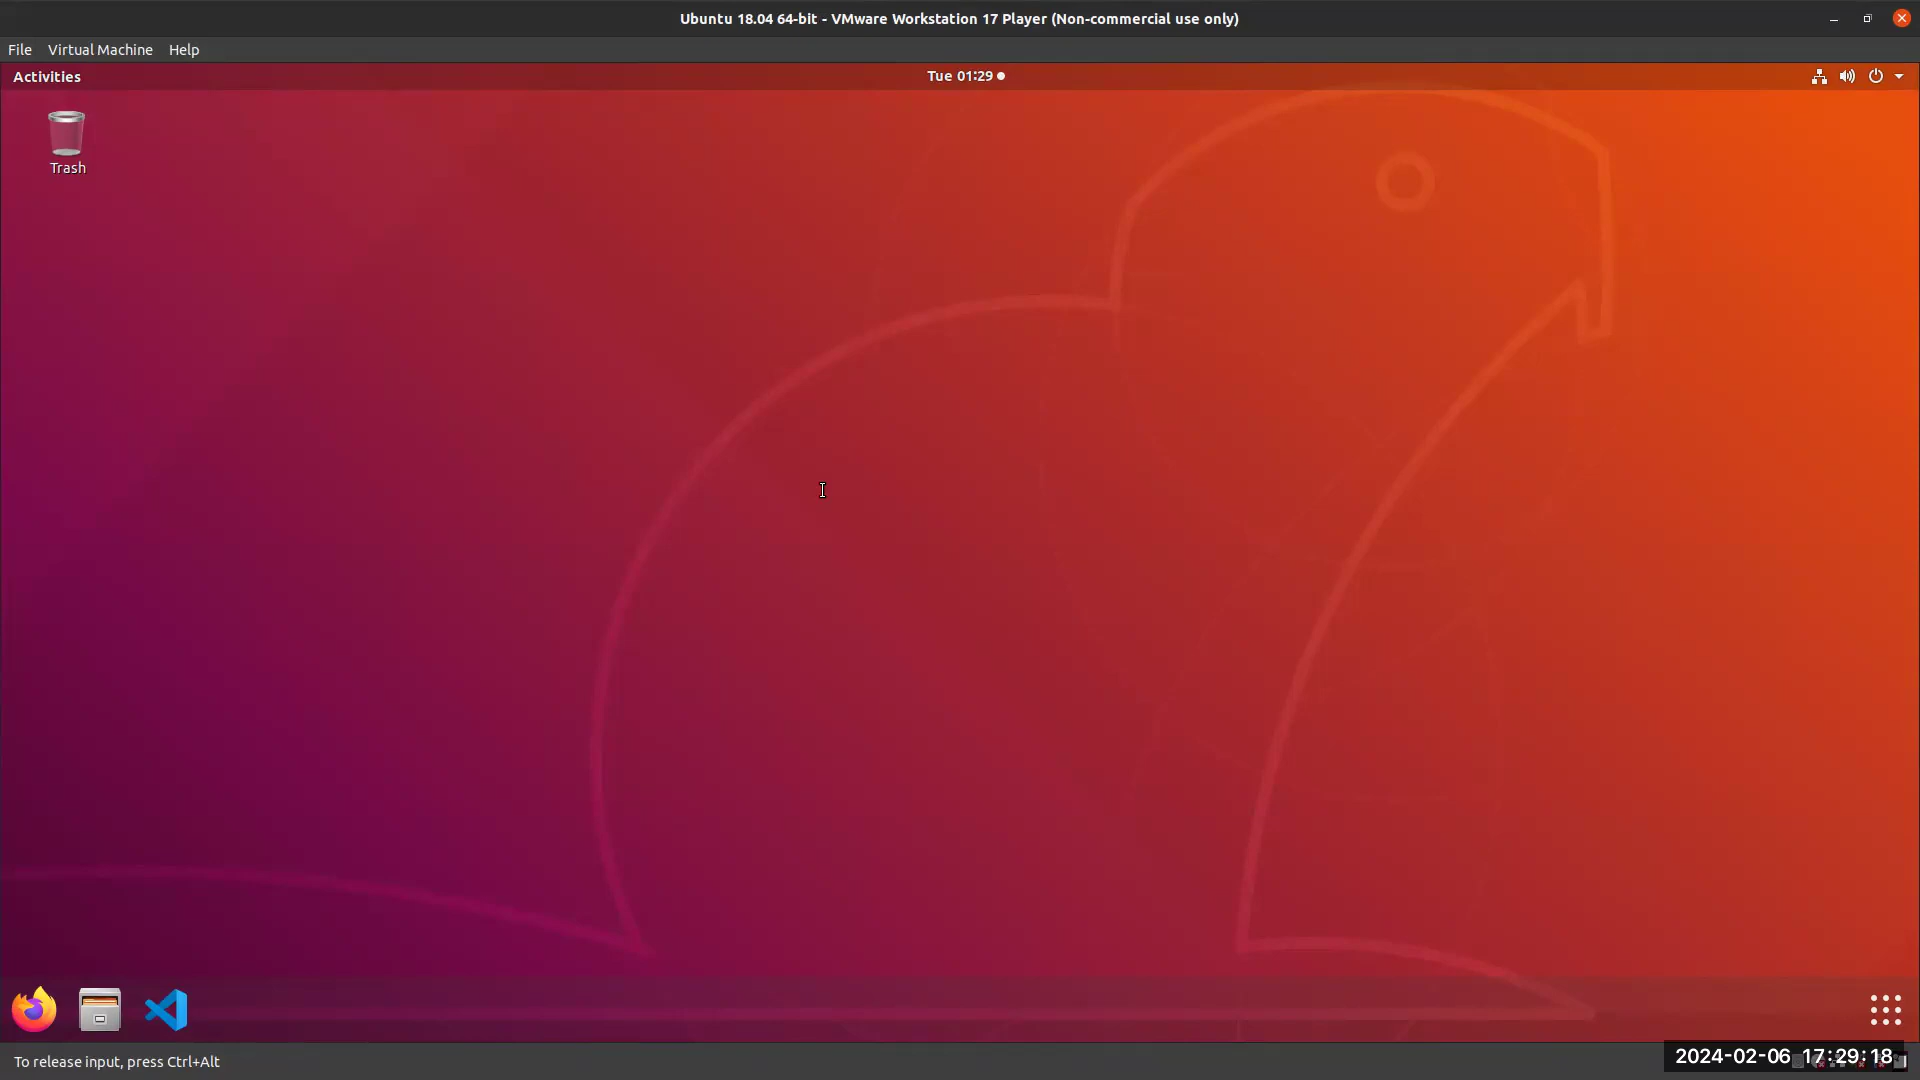 Ubuntu 18.04 64-bit - VMware Workstation 17 Player (Non-commercial use only)
File Virtual Machine Help
Activities Tue 01:29
Trash
To release input, press Ctrl+Alt
2024-02-06 17:29:18